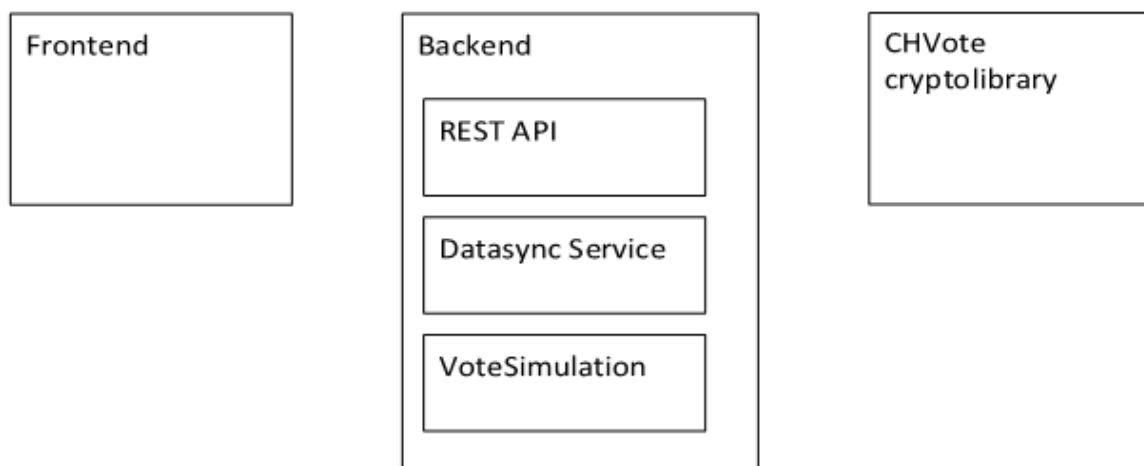 Frontend
Backend
REST API
Datasync Service
VoteSimulation
CHVote
cryptolibrary